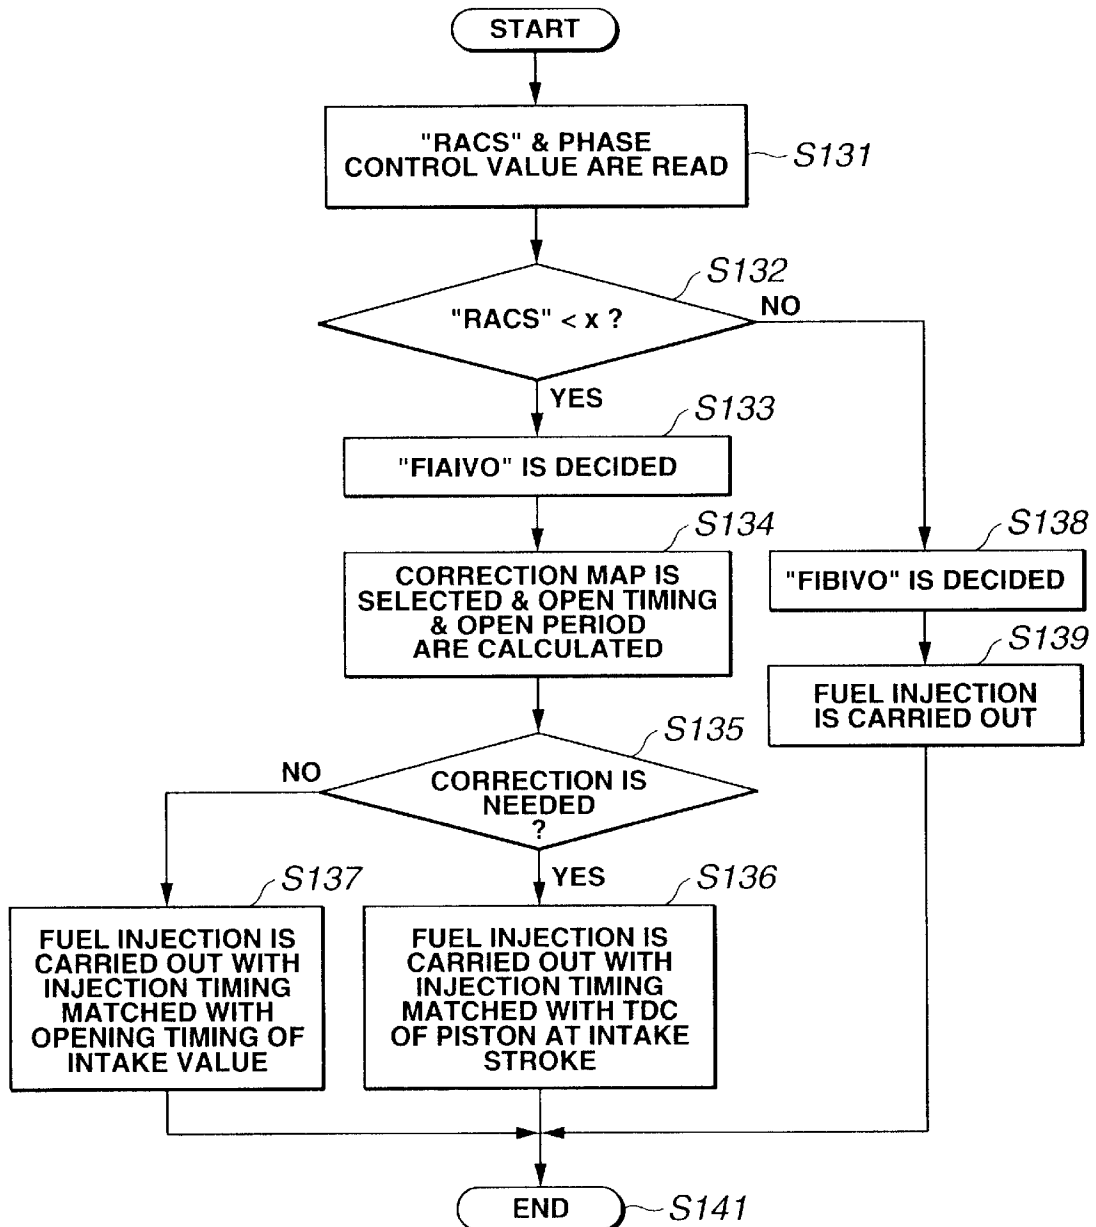 START
"RACS" & PHASE
CONTROL VALUE ARE READ
S131
S132
"RACS" < x ?
NO
YES
S133
"FIAIVO" IS DECIDED
S134
CORRECTION MAP IS
SELECTED & OPEN TIMING
& OPEN PERIOD
ARE CALCULATED
S138
"FIBIVO" IS DECIDED
S139
FUEL INJECTION
IS CARRIED OUT
S135
CORRECTION IS
NEEDED
?
NO
YES
S137
FUEL INJECTION IS
CARRIED OUT WITH
INJECTION TIMING
MATCHED WITH
OPENING TIMING OF
INTAKE VALUE
S136
FUEL INJECTION IS
CARRIED OUT WITH
INJECTION TIMING
MATCHED WITH TDC
OF PISTON AT INTAKE
STROKE
END
S141